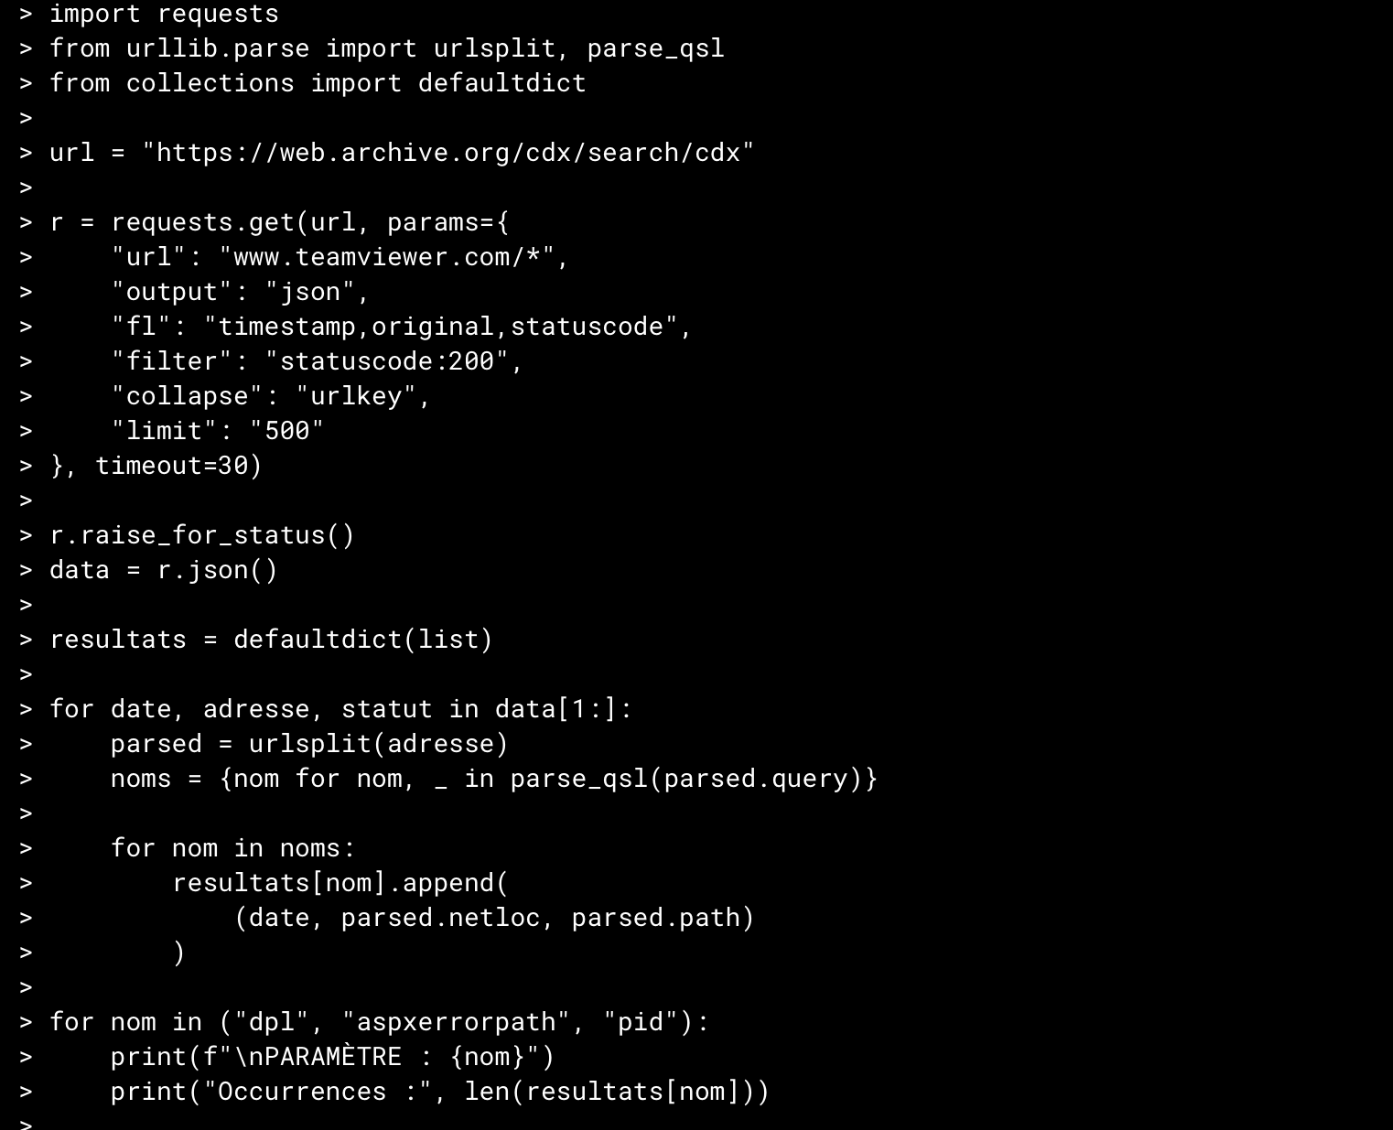 > import requests
> from urllib.parse import urlsplit, parse_qsl
> from collections import defaultdict
>
> url = "https://web.archive.org/cdx/search/cdx"
>
> r = requests.get(url, params={
>     "url": "www.teamviewer.com/*",
>     "output": "json",
>     "fl": "timestamp,original,statuscode",
>     "filter": "statuscode:200",
>     "collapse": "urlkey",
>     "limit": "500"
> }, timeout=30)
>
> r.raise_for_status()
> data = r.json()
>
> resultats = defaultdict(list)
>
> for date, adresse, statut in data[1:]:
>     parsed = urlsplit(adresse)
>     noms = {nom for nom, _ in parse_qsl(parsed.query)}
>
>     for nom in noms:
>         resultats[nom].append(
>             (date, parsed.netloc, parsed.path)
>         )
>
> for nom in ("dpl", "aspxerrorpath", "pid"):
>     print(f"\nPARAMÈTRE : {nom}")
>     print("Occurrences :", len(resultats[nom]))
>